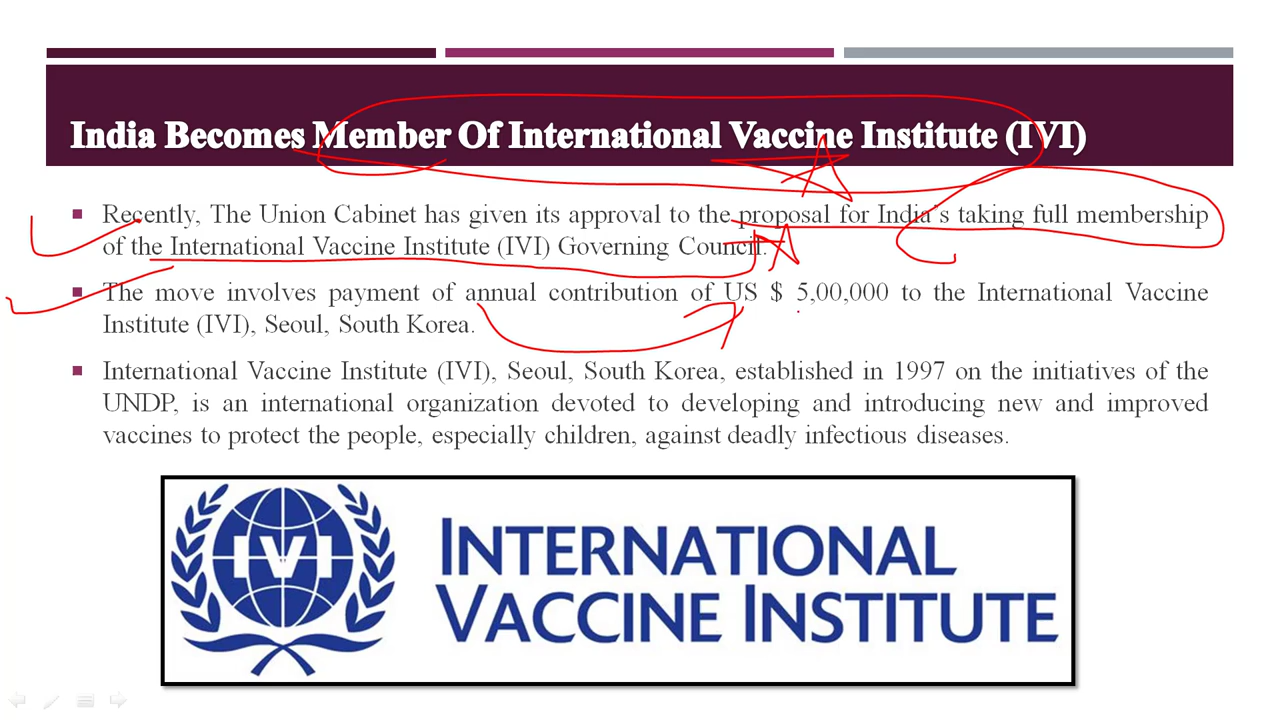 India Becomes Member Of International Vaccine Institute (IVI)
Recently, The Union Cabinet has given its approval to the proposal for India's taking full membership
of the International Vaccine Institute (IVI) Governing Council.
The move involves payment of annual contribution of US $ 5,00,000 to the International Vaccine
Institute (IVI), Seoul, South Korea.
International Vaccine Institute (IVI), Seoul, South Korea, established in 1997 on the initiatives of the
UNDP, is an international organization devoted to developing and introducing new and improved
vaccines to protect the people, especially children, against deadly infectious diseases.
IVI
INTERNATIONAL
VACCINE INSTITUTE